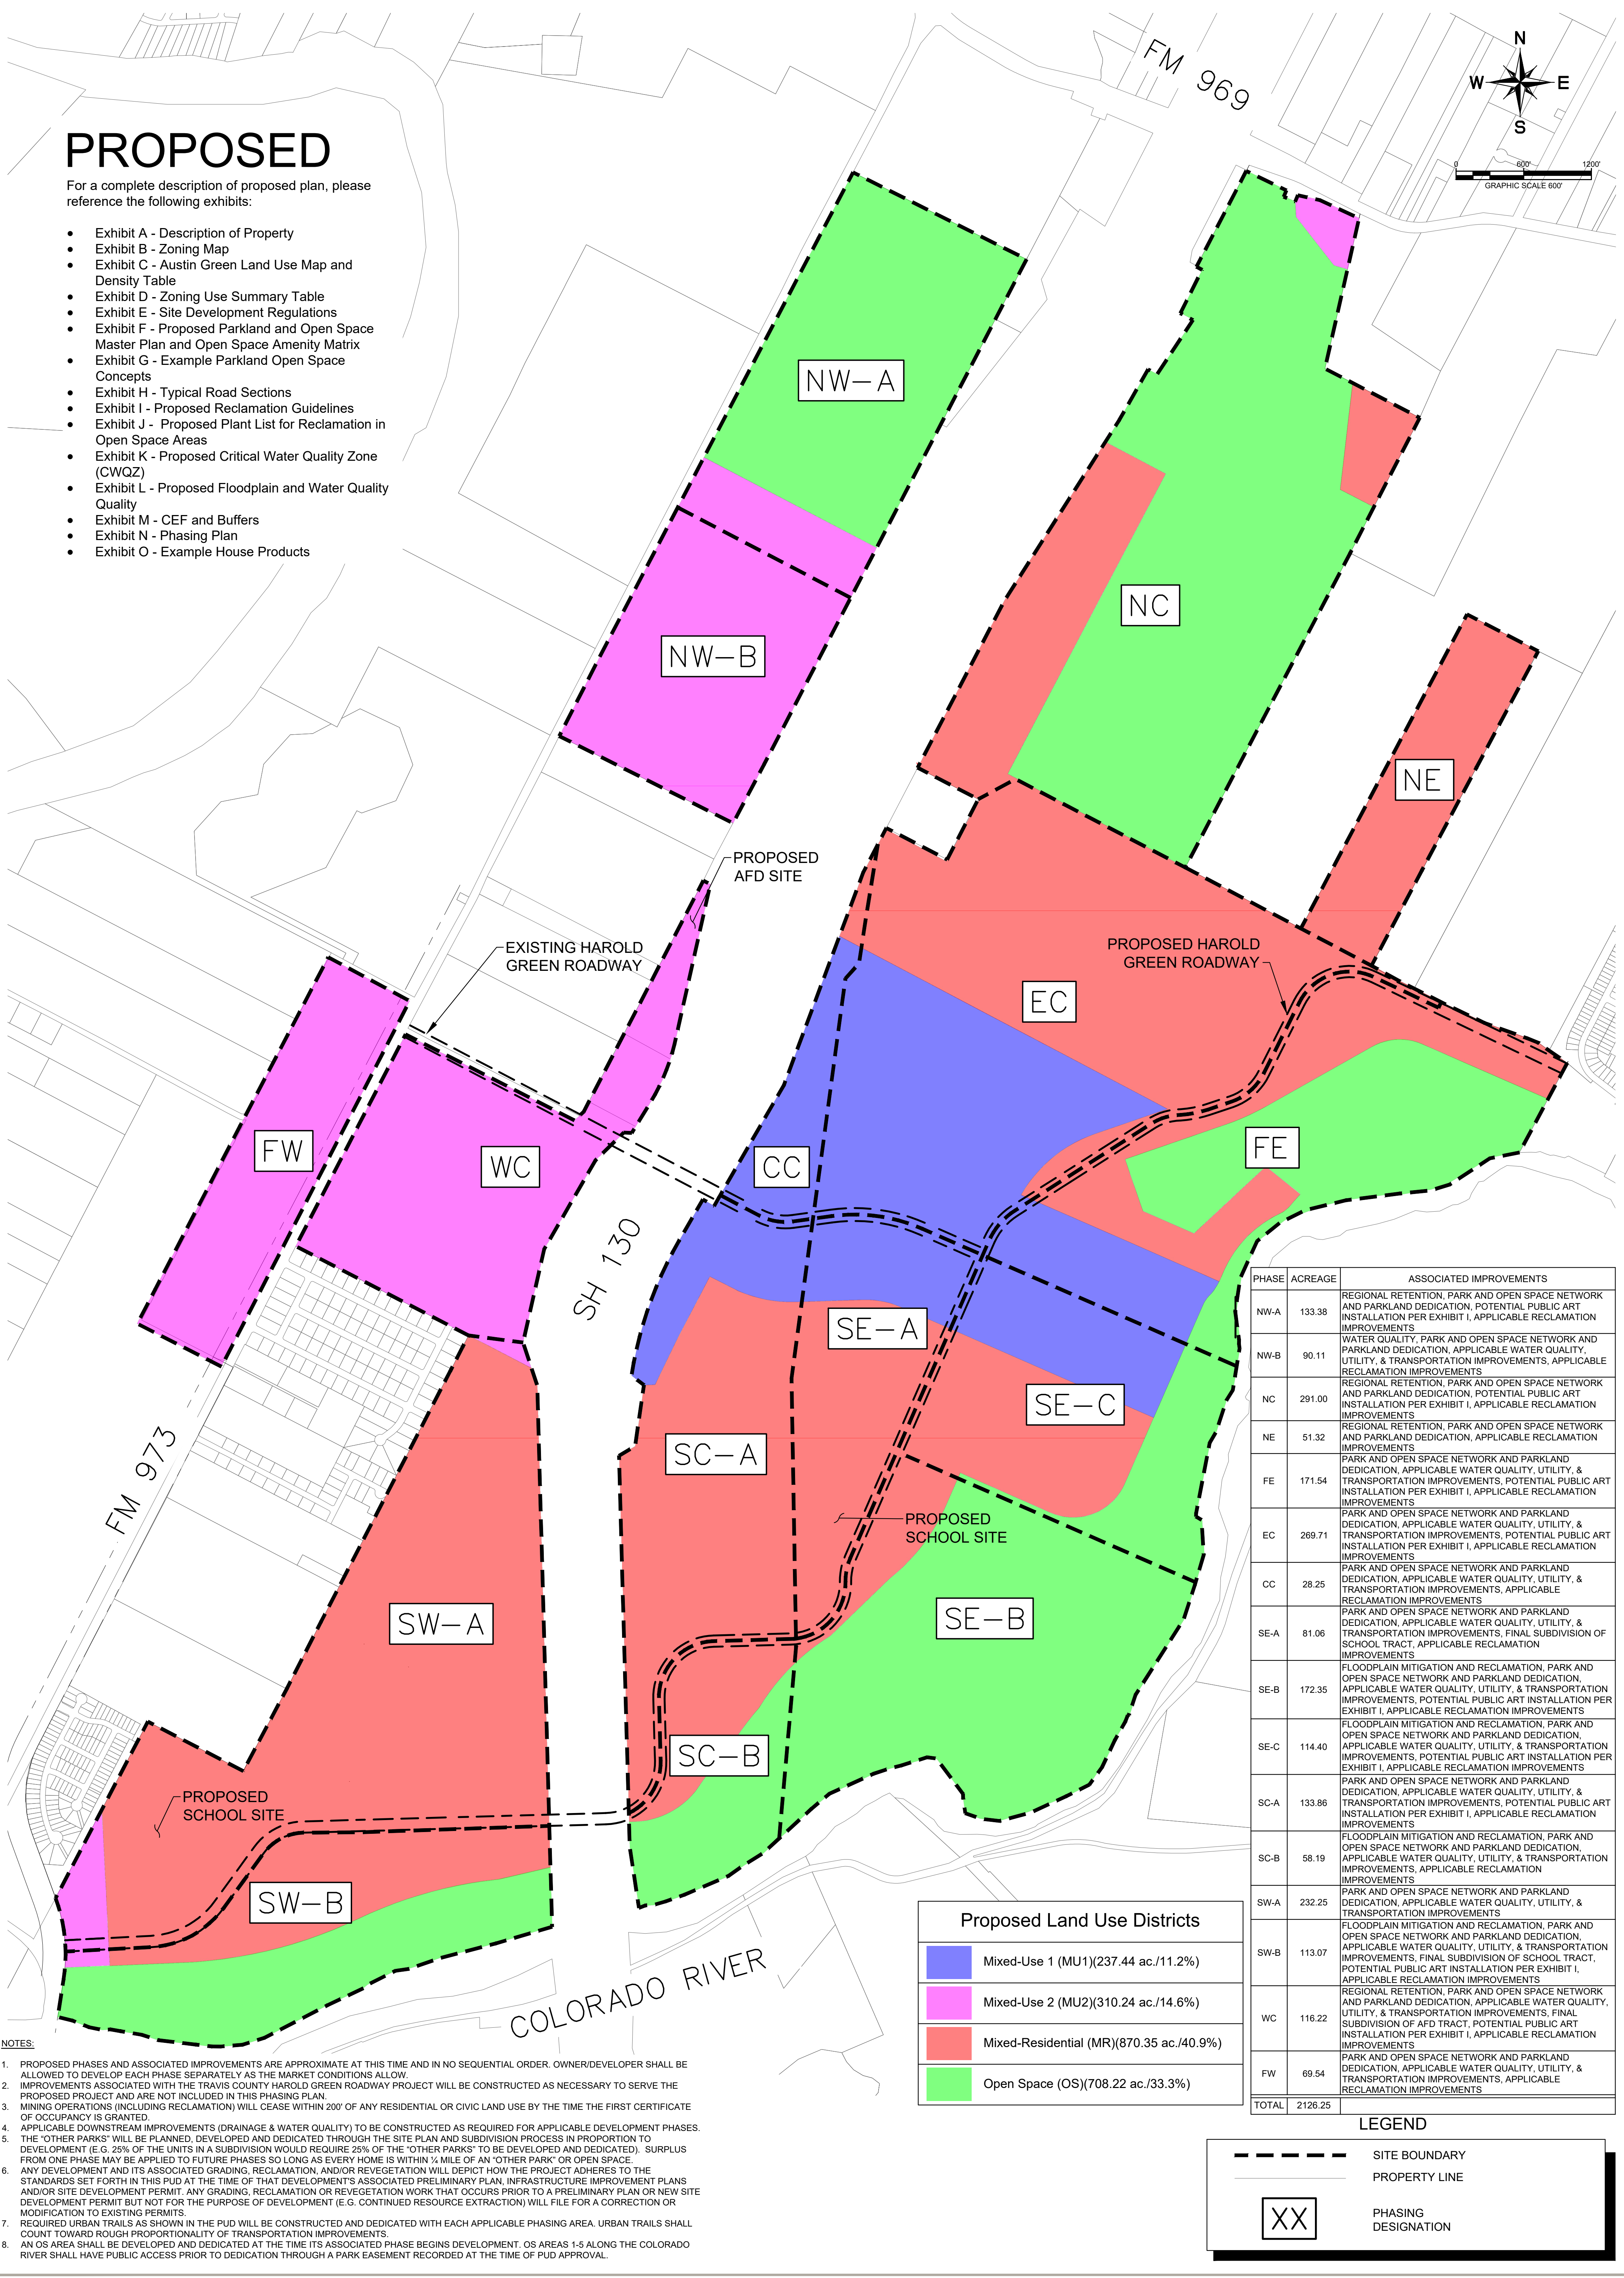 FM 969
N
W E
S
0 600' 1200'
GRAPHIC SCALE 600'
PROPOSED
For a complete description of proposed plan, please
reference the following exhibits:
• Exhibit A - Description of Property
• Exhibit B - Zoning Map
• Exhibit C - Austin Green Land Use Map and
Density Table
• Exhibit D - Zoning Use Summary Table
• Exhibit E - Site Development Regulations
• Exhibit F - Proposed Parkland and Open Space
Master Plan and Open Space Amenity Matrix
• Exhibit G - Example Parkland Open Space
Concepts
• Exhibit H - Typical Road Sections
• Exhibit I - Proposed Reclamation Guidelines
• Exhibit J -  Proposed Plant List for Reclamation in
Open Space Areas
• Exhibit K - Proposed Critical Water Quality Zone
(CWQZ)
• Exhibit L - Proposed Floodplain and Water Quality
Quality
• Exhibit M - CEF and Buffers
• Exhibit N - Phasing Plan
• Exhibit O - Example House Products
NW-A
NC
NW-B
NE
PROPOSED
AFD SITE
EXISTING HAROLD
GREEN ROADWAY
PROPOSED HAROLD
GREEN ROADWAY
EC
FW
WC
CC
FE
SH 130
SE-A
SE-C
SC-A
FM 973
PROPOSED
SCHOOL SITE
SW-A
SE-B
SC-B
PROPOSED
SCHOOL SITE
SW-B
COLORADO RIVER
PHASE ACREAGE ASSOCIATED IMPROVEMENTS
NW-A 133.38 REGIONAL RETENTION, PARK AND OPEN SPACE NETWORK
AND PARKLAND DEDICATION, POTENTIAL PUBLIC ART
INSTALLATION PER EXHIBIT I, APPLICABLE RECLAMATION
IMPROVEMENTS
NW-B 90.11 WATER QUALITY, PARK AND OPEN SPACE NETWORK AND
PARKLAND DEDICATION, APPLICABLE WATER QUALITY,
UTILITY, & TRANSPORTATION IMPROVEMENTS, APPLICABLE
RECLAMATION IMPROVEMENTS
NC 291.00 REGIONAL RETENTION, PARK AND OPEN SPACE NETWORK
AND PARKLAND DEDICATION, POTENTIAL PUBLIC ART
INSTALLATION PER EXHIBIT I, APPLICABLE RECLAMATION
IMPROVEMENTS
NE 51.32 REGIONAL RETENTION, PARK AND OPEN SPACE NETWORK
AND PARKLAND DEDICATION, APPLICABLE RECLAMATION
IMPROVEMENTS
FE 171.54 PARK AND OPEN SPACE NETWORK AND PARKLAND
DEDICATION, APPLICABLE WATER QUALITY, UTILITY, &
TRANSPORTATION IMPROVEMENTS, POTENTIAL PUBLIC ART
INSTALLATION PER EXHIBIT I, APPLICABLE RECLAMATION
IMPROVEMENTS
EC 269.71 PARK AND OPEN SPACE NETWORK AND PARKLAND
DEDICATION, APPLICABLE WATER QUALITY, UTILITY, &
TRANSPORTATION IMPROVEMENTS, POTENTIAL PUBLIC ART
INSTALLATION PER EXHIBIT I, APPLICABLE RECLAMATION
IMPROVEMENTS
CC 28.25 PARK AND OPEN SPACE NETWORK AND PARKLAND
DEDICATION, APPLICABLE WATER QUALITY, UTILITY, &
TRANSPORTATION IMPROVEMENTS, APPLICABLE
RECLAMATION IMPROVEMENTS
SE-A 81.06 PARK AND OPEN SPACE NETWORK AND PARKLAND
DEDICATION, APPLICABLE WATER QUALITY, UTILITY, &
TRANSPORTATION IMPROVEMENTS, FINAL SUBDIVISION OF
SCHOOL TRACT, APPLICABLE RECLAMATION
IMPROVEMENTS
SE-B 172.35 FLOODPLAIN MITIGATION AND RECLAMATION, PARK AND
OPEN SPACE NETWORK AND PARKLAND DEDICATION,
APPLICABLE WATER QUALITY, UTILITY, & TRANSPORTATION
IMPROVEMENTS, POTENTIAL PUBLIC ART INSTALLATION PER
EXHIBIT I, APPLICABLE RECLAMATION IMPROVEMENTS
SE-C 114.40 FLOODPLAIN MITIGATION AND RECLAMATION, PARK AND
OPEN SPACE NETWORK AND PARKLAND DEDICATION,
APPLICABLE WATER QUALITY, UTILITY, & TRANSPORTATION
IMPROVEMENTS, POTENTIAL PUBLIC ART INSTALLATION PER
EXHIBIT I, APPLICABLE RECLAMATION IMPROVEMENTS
SC-A 133.86 PARK AND OPEN SPACE NETWORK AND PARKLAND
DEDICATION, APPLICABLE WATER QUALITY, UTILITY, &
TRANSPORTATION IMPROVEMENTS, POTENTIAL PUBLIC ART
INSTALLATION PER EXHIBIT I, APPLICABLE RECLAMATION
IMPROVEMENTS
SC-B 58.19 FLOODPLAIN MITIGATION AND RECLAMATION, PARK AND
OPEN SPACE NETWORK AND PARKLAND DEDICATION,
APPLICABLE WATER QUALITY, UTILITY, & TRANSPORTATION
IMPROVEMENTS, APPLICABLE RECLAMATION
IMPROVEMENTS
SW-A 232.25 PARK AND OPEN SPACE NETWORK AND PARKLAND
DEDICATION, APPLICABLE WATER QUALITY, UTILITY, &
TRANSPORTATION IMPROVEMENTS
SW-B 113.07 FLOODPLAIN MITIGATION AND RECLAMATION, PARK AND
OPEN SPACE NETWORK AND PARKLAND DEDICATION,
APPLICABLE WATER QUALITY, UTILITY, & TRANSPORTATION
IMPROVEMENTS, FINAL SUBDIVISION OF SCHOOL TRACT,
POTENTIAL PUBLIC ART INSTALLATION PER EXHIBIT I,
APPLICABLE RECLAMATION IMPROVEMENTS
WC 116.22 REGIONAL RETENTION, PARK AND OPEN SPACE NETWORK
AND PARKLAND DEDICATION, APPLICABLE WATER QUALITY,
UTILITY, & TRANSPORTATION IMPROVEMENTS, FINAL
SUBDIVISION OF AFD TRACT, POTENTIAL PUBLIC ART
INSTALLATION PER EXHIBIT I, APPLICABLE RECLAMATION
IMPROVEMENTS
FW 69.54 PARK AND OPEN SPACE NETWORK AND PARKLAND
DEDICATION, APPLICABLE WATER QUALITY, UTILITY, &
TRANSPORTATION IMPROVEMENTS, APPLICABLE
RECLAMATION IMPROVEMENTS
TOTAL 2126.25
Proposed Land Use Districts
Mixed-Use 1 (MU1)(237.44 ac./11.2%)
Mixed-Use 2 (MU2)(310.24 ac./14.6%)
Mixed-Residential (MR)(870.35 ac./40.9%)
Open Space (OS)(708.22 ac./33.3%)
LEGEND
SITE BOUNDARY
PROPERTY LINE
XX PHASING
DESIGNATION
NOTES:
1. PROPOSED PHASES AND ASSOCIATED IMPROVEMENTS ARE APPROXIMATE AT THIS TIME AND IN NO SEQUENTIAL ORDER. OWNER/DEVELOPER SHALL BE
ALLOWED TO DEVELOP EACH PHASE SEPARATELY AS THE MARKET CONDITIONS ALLOW.
2. IMPROVEMENTS ASSOCIATED WITH THE TRAVIS COUNTY HAROLD GREEN ROADWAY PROJECT WILL BE CONSTRUCTED AS NECESSARY TO SERVE THE
PROPOSED PROJECT AND ARE NOT INCLUDED IN THIS PHASING PLAN.
3. MINING OPERATIONS (INCLUDING RECLAMATION) WILL CEASE WITHIN 200' OF ANY RESIDENTIAL OR CIVIC LAND USE BY THE TIME THE FIRST CERTIFICATE
OF OCCUPANCY IS GRANTED.
4. APPLICABLE DOWNSTREAM IMPROVEMENTS (DRAINAGE & WATER QUALITY) TO BE CONSTRUCTED AS REQUIRED FOR APPLICABLE DEVELOPMENT PHASES.
5. THE "OTHER PARKS" WILL BE PLANNED, DEVELOPED AND DEDICATED THROUGH THE SITE PLAN AND SUBDIVISION PROCESS IN PROPORTION TO
DEVELOPMENT (E.G. 25% OF THE UNITS IN A SUBDIVISION WOULD REQUIRE 25% OF THE "OTHER PARKS" TO BE DEVELOPED AND DEDICATED). SURPLUS
FROM ONE PHASE MAY BE APPLIED TO FUTURE PHASES SO LONG AS EVERY HOME IS WITHIN ¼ MILE OF AN "OTHER PARK" OR OPEN SPACE.
6. ANY DEVELOPMENT AND ITS ASSOCIATED GRADING, RECLAMATION, AND/OR REVEGETATION WILL DEPICT HOW THE PROJECT ADHERES TO THE
STANDARDS SET FORTH IN THIS PUD AT THE TIME OF THAT DEVELOPMENT'S ASSOCIATED PRELIMINARY PLAN, INFRASTRUCTURE IMPROVEMENT PLANS
AND/OR SITE DEVELOPMENT PERMIT. ANY GRADING, RECLAMATION OR REVEGETATION WORK THAT OCCURS PRIOR TO A PRELIMINARY PLAN OR NEW SITE
DEVELOPMENT PERMIT BUT NOT FOR THE PURPOSE OF DEVELOPMENT (E.G. CONTINUED RESOURCE EXTRACTION) WILL FILE FOR A CORRECTION OR
MODIFICATION TO EXISTING PERMITS.
7. REQUIRED URBAN TRAILS AS SHOWN IN THE PUD WILL BE CONSTRUCTED AND DEDICATED WITH EACH APPLICABLE PHASING AREA. URBAN TRAILS SHALL
COUNT TOWARD ROUGH PROPORTIONALITY OF TRANSPORTATION IMPROVEMENTS.
8. AN OS AREA SHALL BE DEVELOPED AND DEDICATED AT THE TIME ITS ASSOCIATED PHASE BEGINS DEVELOPMENT. OS AREAS 1-5 ALONG THE COLORADO
RIVER SHALL HAVE PUBLIC ACCESS PRIOR TO DEDICATION THROUGH A PARK EASEMENT RECORDED AT THE TIME OF PUD APPROVAL.